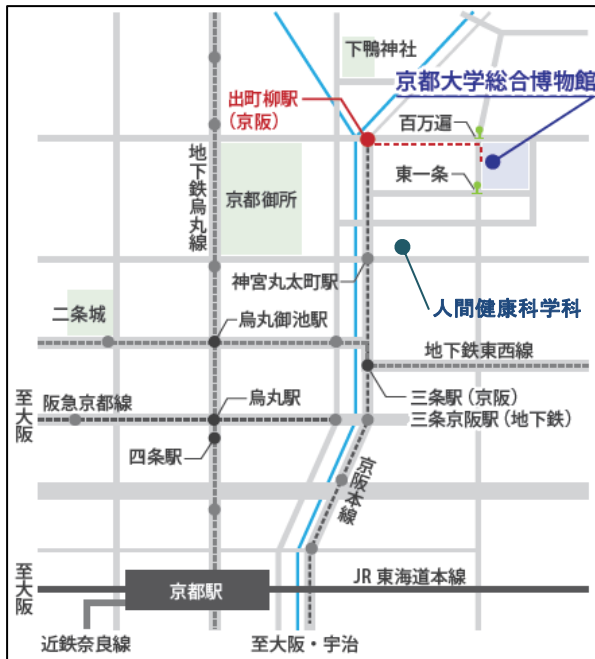 下鴨神社
京都大学総合博物館
出町柳駅
(京阪)
百万遍
地下鉄烏丸線
京都御所
東一条
神宮丸太町駅
人間健康科学科
二条城
烏丸御池駅
地下鉄東西線
至大阪
阪急京都線
烏丸駅
三条駅(京阪)
三条京阪駅(地下鉄)
四条駅
京阪本線
至大阪
京都駅
JR 東海道本線
近鉄奈良線
至大阪・宇治